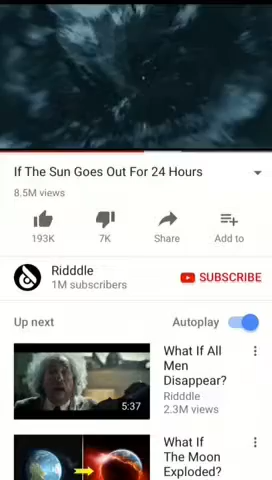 If The Sun Goes Out For 24 Hours
8.5M views
193K 7K Share Add to
Ridddle
1M subscribers
SUBSCRIBE
Up next Autoplay
What If All
Men
Disappear?
Ridddle
2.3M views
5:37
What If
The Moon
Exploded?